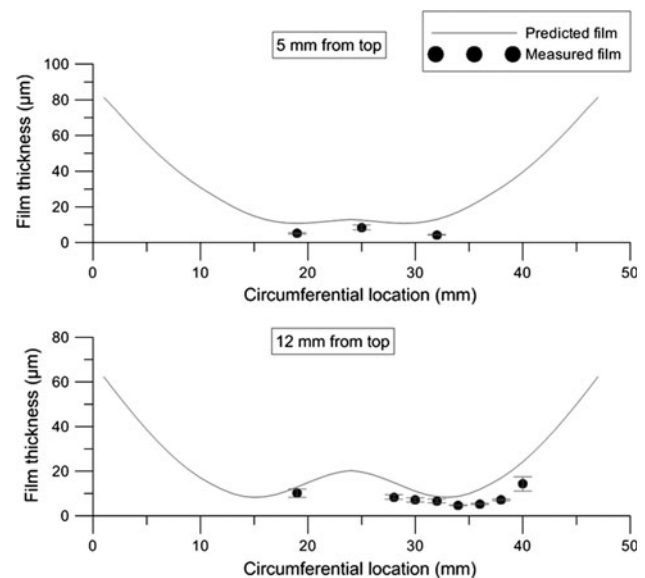 5 mm from top
Predicted film
Measured film
100
80
60
40
20
0
Film thickness (µm)
0 10 20 30 40 50
Circumferential location (mm)
12 mm from top
80
60
40
20
0
Film thickness (µm)
0 10 20 30 40 50
Circumferential location (mm)